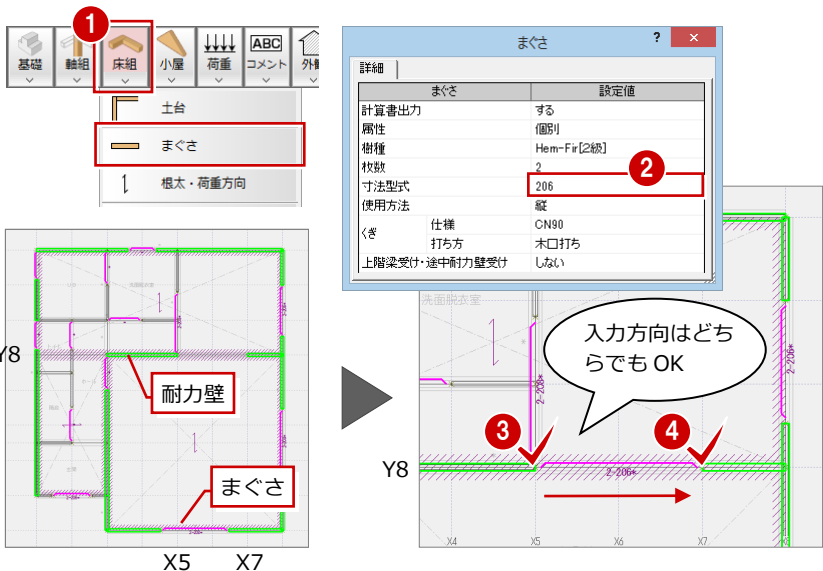 1
基礎 軸組 床組 小屋 荷重 コメント
ABC
土台
まぐさ
根太・荷重方向
まぐさ ?
詳細
まぐさ 設定値
計算書出力 する
属性 個別
樹種 Hem-Fir[2級]
枚数 2
2
寸法型式 206
使用方法 縦
くぎ 仕様 CN90
打ち方 木口打ち
上階梁受け・途中耐力壁受け しない
Y8
耐力壁
まぐさ
X5 X7
洗面脱衣室
入力方向はどち
らでも OK
2-206*
2-208*
3
4
Y8
2-206*
X4 X5 X6 X7